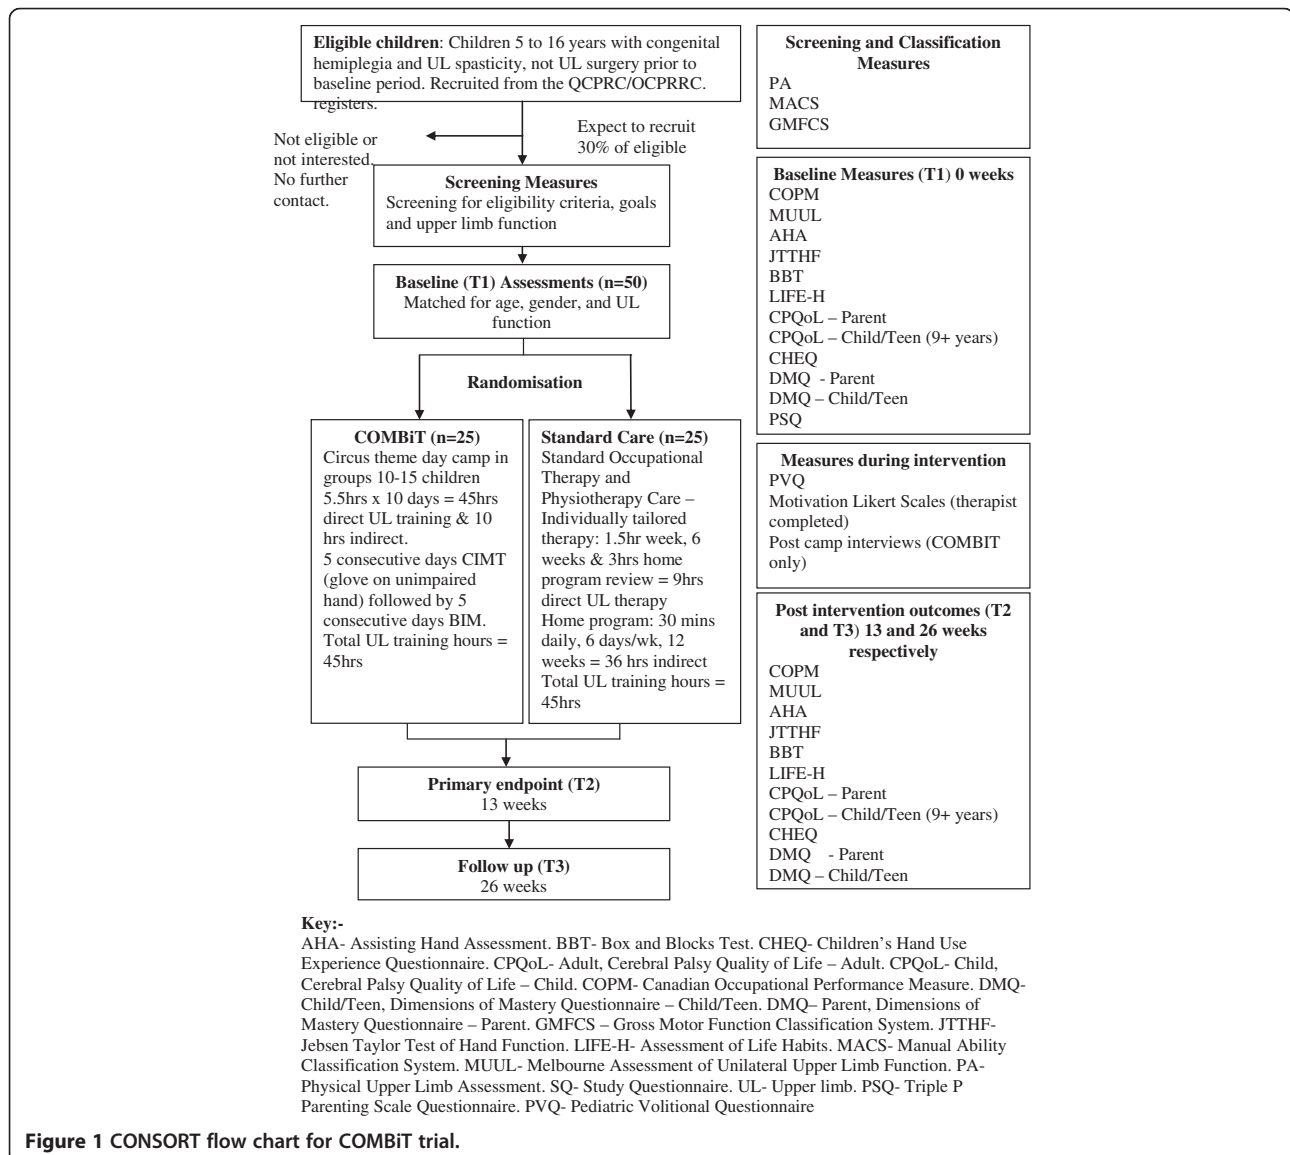 Eligible children: Children 5 to 16 years with congenital
hemiplegia and UL spasticity, not UL surgery prior to
baseline period. Recruited from the QCPRC/OCPRRC.
registers.
Not eligible or
not interested.
No further
contact.
Expect to recruit
30% of eligible
Screening Measures
Screening for eligibility criteria, goals
and upper limb function
Baseline (T1) Assessments (n=50)
Matched for age, gender, and UL
function
Randomisation
COMBiT (n=25)
Circus theme day camp in
groups 10-15 children
5.5hrs x 10 days = 45hrs
direct UL training & 10
hrs indirect.
5 consecutive days CIMT
(glove on unimpaired
hand) followed by 5
consecutive days BIM.
Total UL training hours =
45hrs
Standard Care (n=25)
Standard Occupational
Therapy and
Physiotherapy Care –
Individually tailored
therapy: 1.5hr week, 6
weeks & 3hrs home
program review = 9hrs
direct UL therapy
Home program: 30 mins
daily, 6 days/wk, 12
weeks = 36 hrs indirect
Total UL training hours =
45hrs
Primary endpoint (T2)
13 weeks
Follow up (T3)
26 weeks
Screening and Classification
Measures
PA
MACS
GMFCS
Baseline Measures (T1) 0 weeks
COPM
MUUL
AHA
JTTHF
BBT
LIFE-H
CPQoL – Parent
CPQoL – Child/Teen (9+ years)
CHEQ
DMQ - Parent
DMQ – Child/Teen
PSQ
Measures during intervention
PVQ
Motivation Likert Scales (therapist
completed)
Post camp interviews (COMBIT
only)
Post intervention outcomes (T2
and T3) 13 and 26 weeks
respectively
COPM
MUUL
AHA
JTTHF
BBT
LIFE-H
CPQoL – Parent
CPQoL – Child/Teen (9+ years)
CHEQ
DMQ - Parent
DMQ – Child/Teen
Key:-
AHA- Assisting Hand Assessment. BBT- Box and Blocks Test. CHEQ- Children's Hand Use
Experience Questionnaire. CPQoL- Adult, Cerebral Palsy Quality of Life – Adult. CPQoL- Child,
Cerebral Palsy Quality of Life – Child. COPM- Canadian Occupational Performance Measure. DMQ-
Child/Teen, Dimensions of Mastery Questionnaire – Child/Teen. DMQ– Parent, Dimensions of
Mastery Questionnaire – Parent. GMFCS – Gross Motor Function Classification System. JTTHF-
Jebsen Taylor Test of Hand Function. LIFE-H- Assessment of Life Habits. MACS- Manual Ability
Classification System. MUUL- Melbourne Assessment of Unilateral Upper Limb Function. PA-
Physical Upper Limb Assessment. SQ- Study Questionnaire. UL- Upper limb. PSQ- Triple P
Parenting Scale Questionnaire. PVQ- Pediatric Volitional Questionnaire
Figure 1 CONSORT flow chart for COMBiT trial.